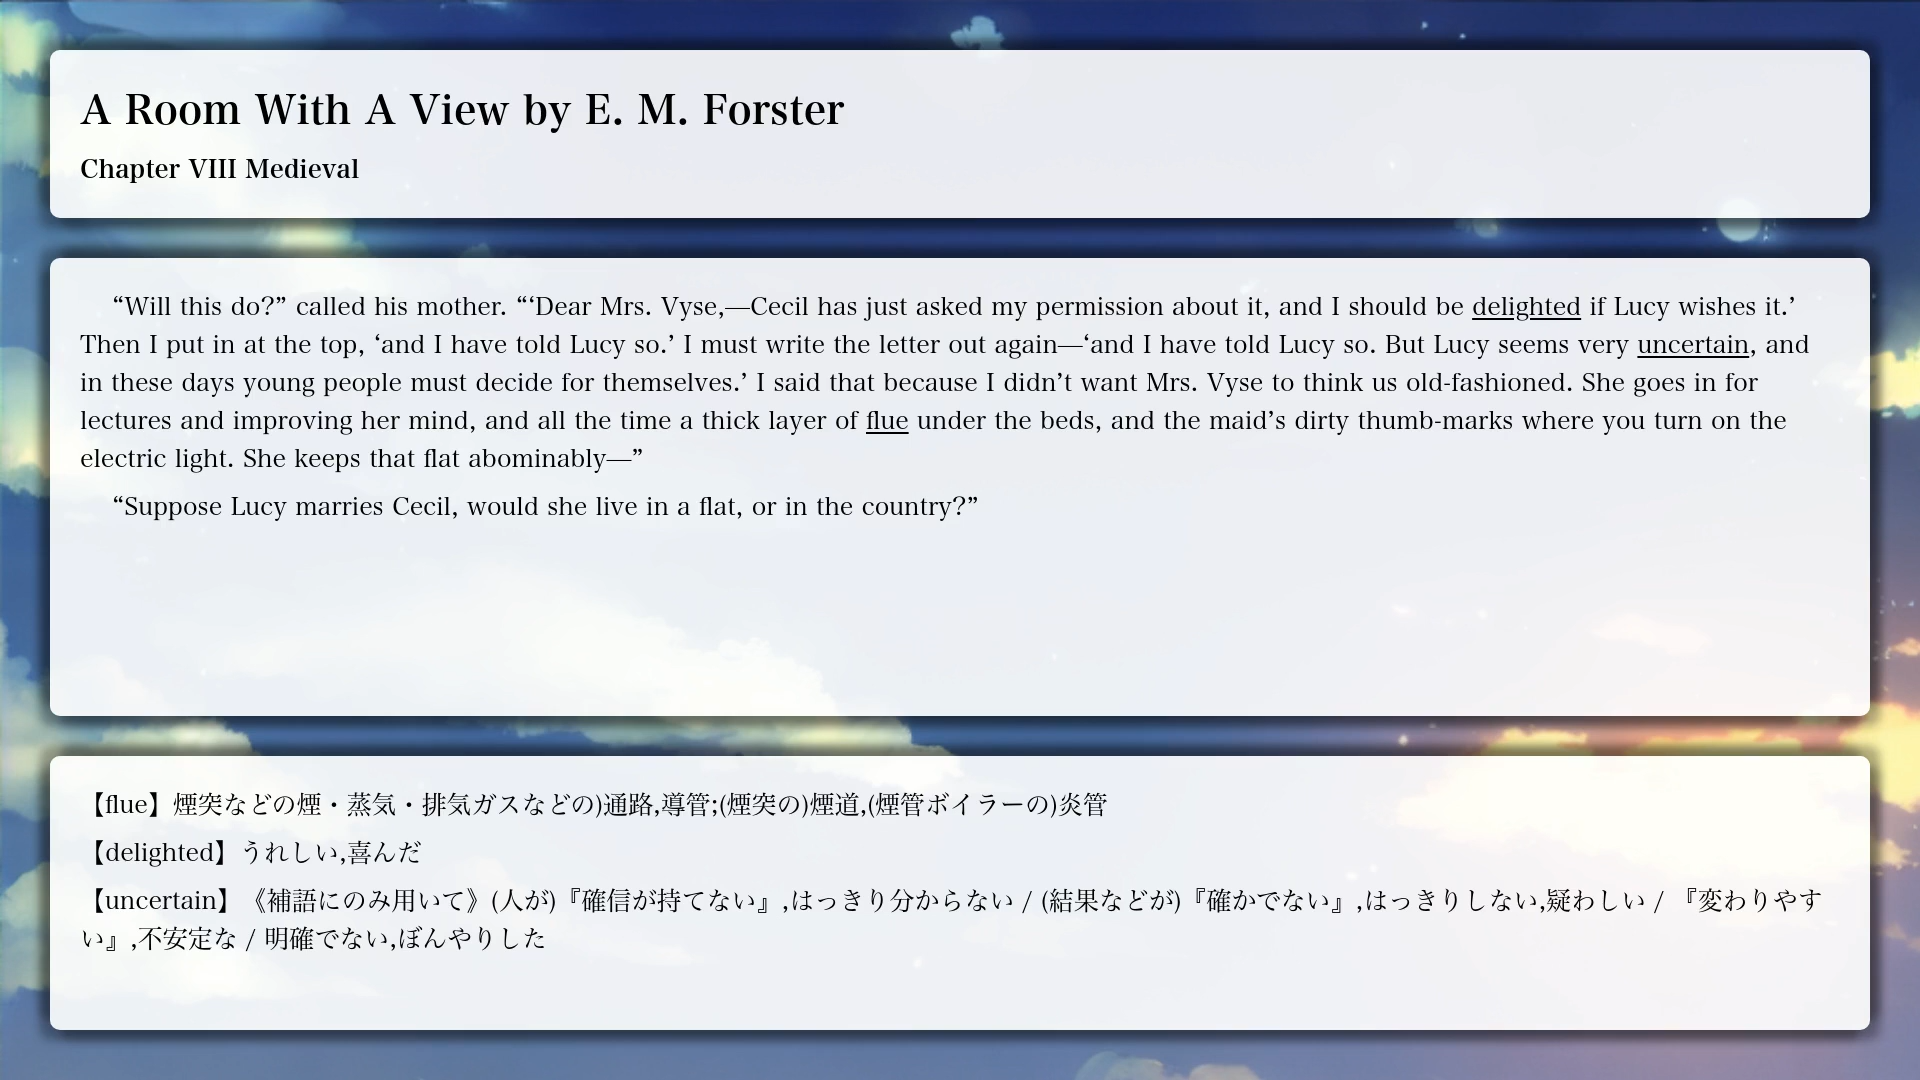 A Room With A View by E. M. Forster
Chapter VIII Medieval
“Will this do?” called his mother. “‘Dear Mrs. Vyse,—Cecil has just asked my permission about it, and I should be delighted if Lucy wishes it.’
Then I put in at the top, ‘and I have told Lucy so.’ I must write the letter out again—‘and I have told Lucy so. But Lucy seems very uncertain, and
in these days young people must decide for themselves.’ I said that because I didn’t want Mrs. Vyse to think us old-fashioned. She goes in for
lectures and improving her mind, and all the time a thick layer of flue under the beds, and the maid’s dirty thumb-marks where you turn on the
electric light. She keeps that flat abominably—”
“Suppose Lucy marries Cecil, would she live in a flat, or in the country?”
【flue】煙突などの煙・蒸気・排気ガスなどの)通路,導管;(煙突の)煙道,(煙管ボイラーの)炎管
【delighted】うれしい,喜んだ
【uncertain】《補語にのみ用いて》(人が)『確信が持てない』,はっきり分からない / (結果などが)『確かでない』,はっきりしない,疑わしい / 『変わりやす
い』,不安定な / 明確でない,ぼんやりした